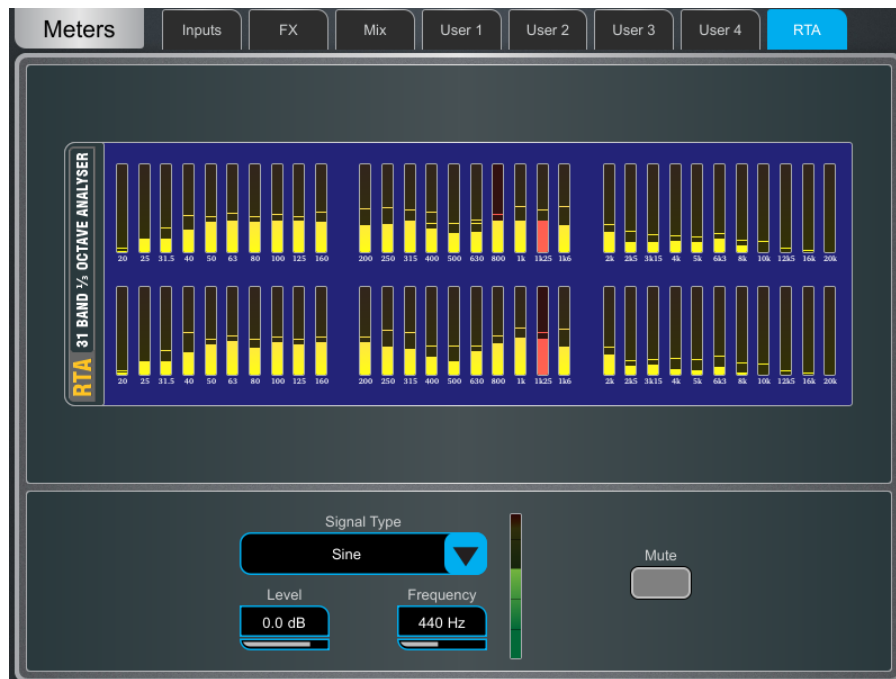 Meters
Inputs
FX
Mix
User 1
User 2
User 3
User 4
RTA
RTA 31 BAND 1/3 OCTAVE ANALYSER
20 25 31.5 40 50 63 80 100 125 160 200 250 315 400 500 630 800 1k 1k25 1k6 2k 2k5 3k15 4k 5k 6k3 8k 10k 12k5 16k 20k
20 25 31.5 40 50 63 80 100 125 160 200 250 315 400 500 630 800 1k 1k25 1k6 2k 2k5 3k15 4k 5k 6k3 8k 10k 12k5 16k 20k
Signal Type
Sine
Mute
Level
Frequency
0.0 dB
440 Hz